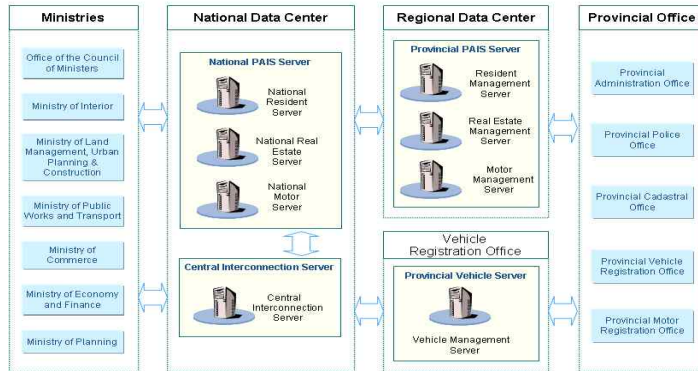 Ministries
Office of the Council
of Ministers
Ministry of Interior
Ministry of Land
Management, Urban
Planning &
Construction
Ministry of Public
Works and Transport
Ministry of
Commerce
Ministry of Economy
and Finance
Ministry of Planning
National Data Center
National PAIS Server
National
Resident
Server
National Real
Estate
Server
National
Motor
Server
Central Interconnection Server
Central
Interconnection
Server
Regional Data Center
Provincial PAIS Server
Resident
Management
Server
Real Estate
Management
Server
Motor
Management
Server
Vehicle
Registration Office
Provincial Vehicle Server
Vehicle Management
Server
Provincial Office
Provincial
Administration Office
Provincial Police
Office
Provincial Cadastral
Office
Provincial Vehicle
Registration Office
Provincial Motor
Registration Office